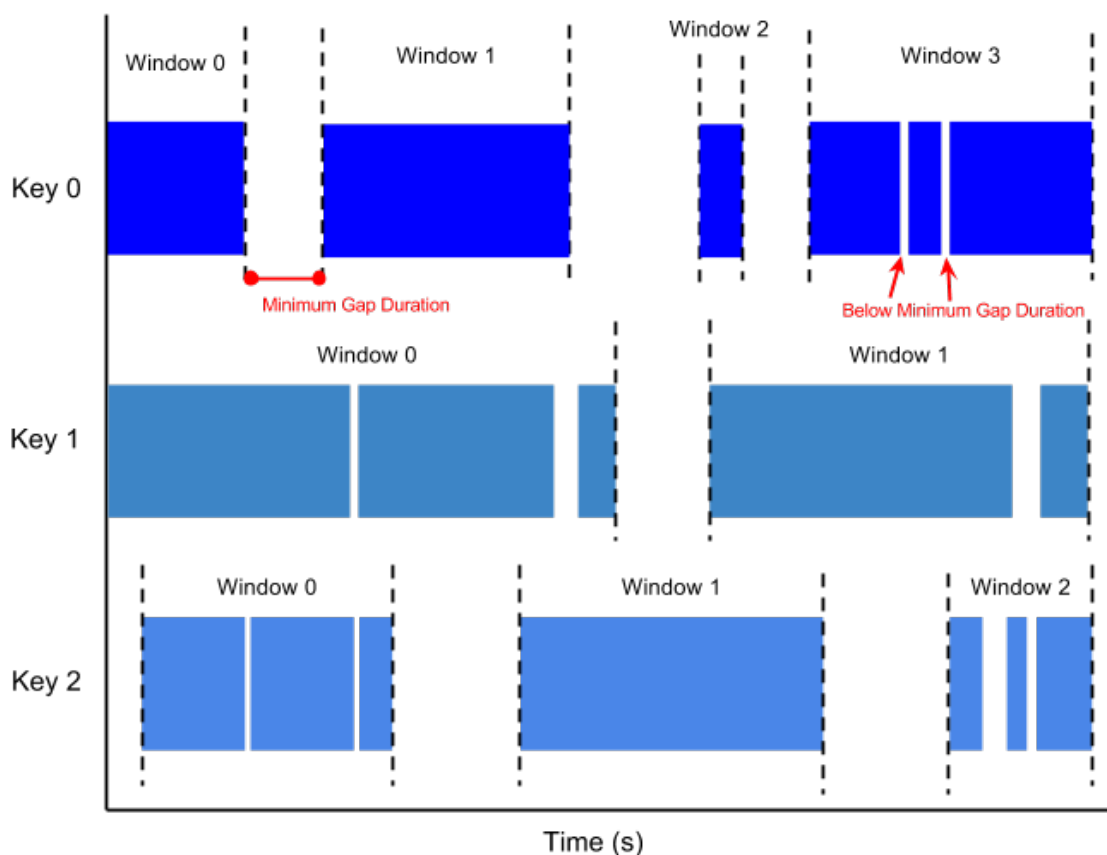 Window 2
Window 0
Window 1
Window 3
Key 0
Minimum Gap Duration
Below Minimum Gap Duration
Window 0
Window 1
Key 1
Window 0
Window 1
Window 2
Key 2
Time (s)